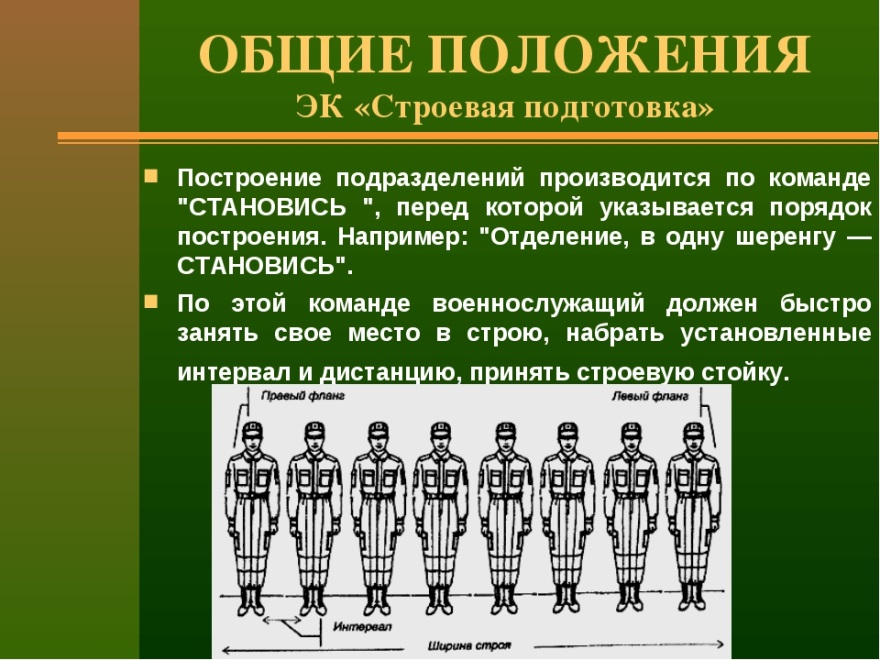 ОБЩИЕ ПОЛОЖЕНИЯ
ЭК «Строевая подготовка»
Построение подразделений производится по команде
"СТАНОВИСЬ ", перед которой указывается порядок
построения. Например: "Отделение, в одну шеренгу —
СТАНОВИСЬ".
По этой команде военнослужащий должен быстро
занять свое место в строю, набрать установленные
интервал и дистанцию, принять строевую стойку.
Правый фланг Левый фланг
Интервал
Ширина строя